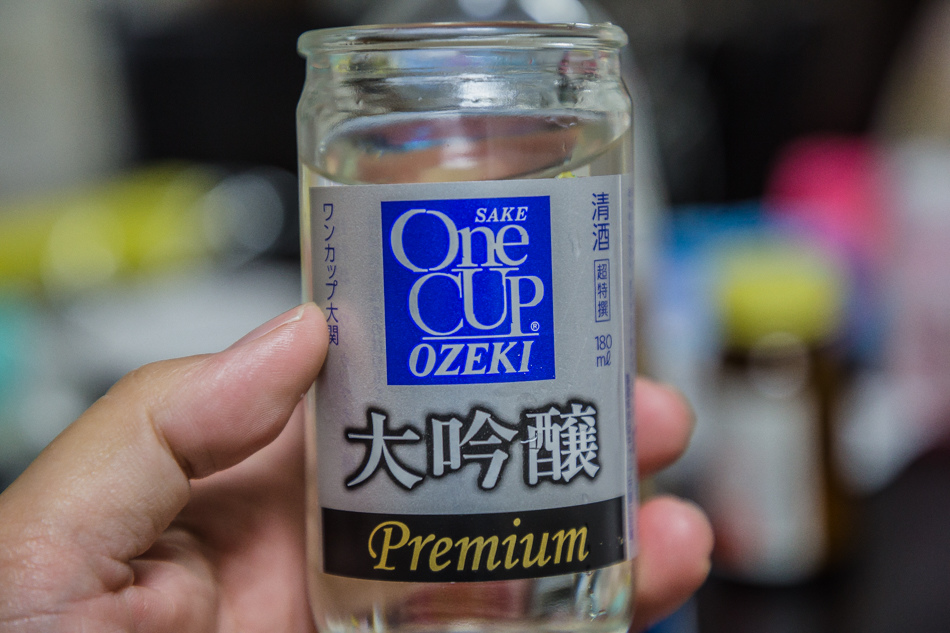 ワンカップ大関
SAKE
One
CUP®
OZEKI
清酒
超特撰
180
ml
大吟醸
Premium